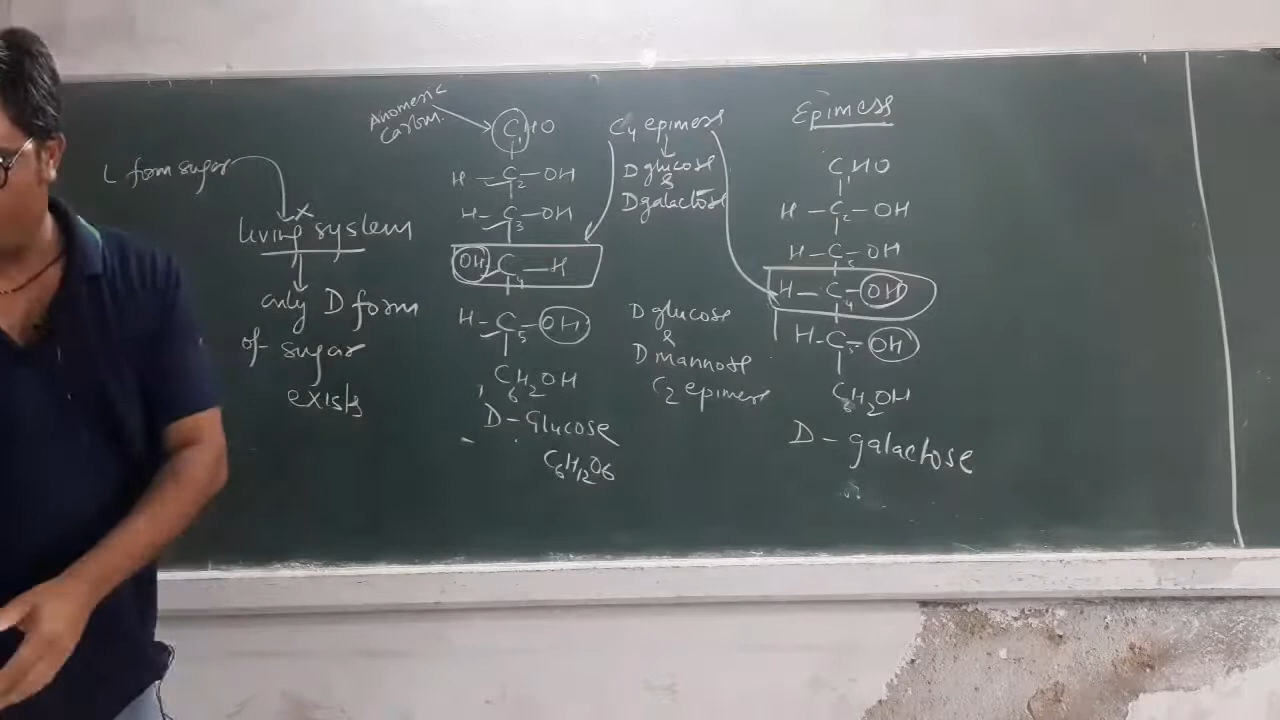 L form sugar
living system
only D form
of sugar
exists
Anomeric
carbon.
C1HO
H-C2-OH
H-C3-OH
OH-C4-H
H-C5-OH
C6H2OH
D-Glucose
C6H12O6
C4 epimers
D glucose
&
D galactose
D glucose
&
D mannose
C2 epimers
Epimers
C1HO
H-C2-OH
H-C3-OH
H-C4-OH
H-C5-OH
C6H2OH
D-galactose